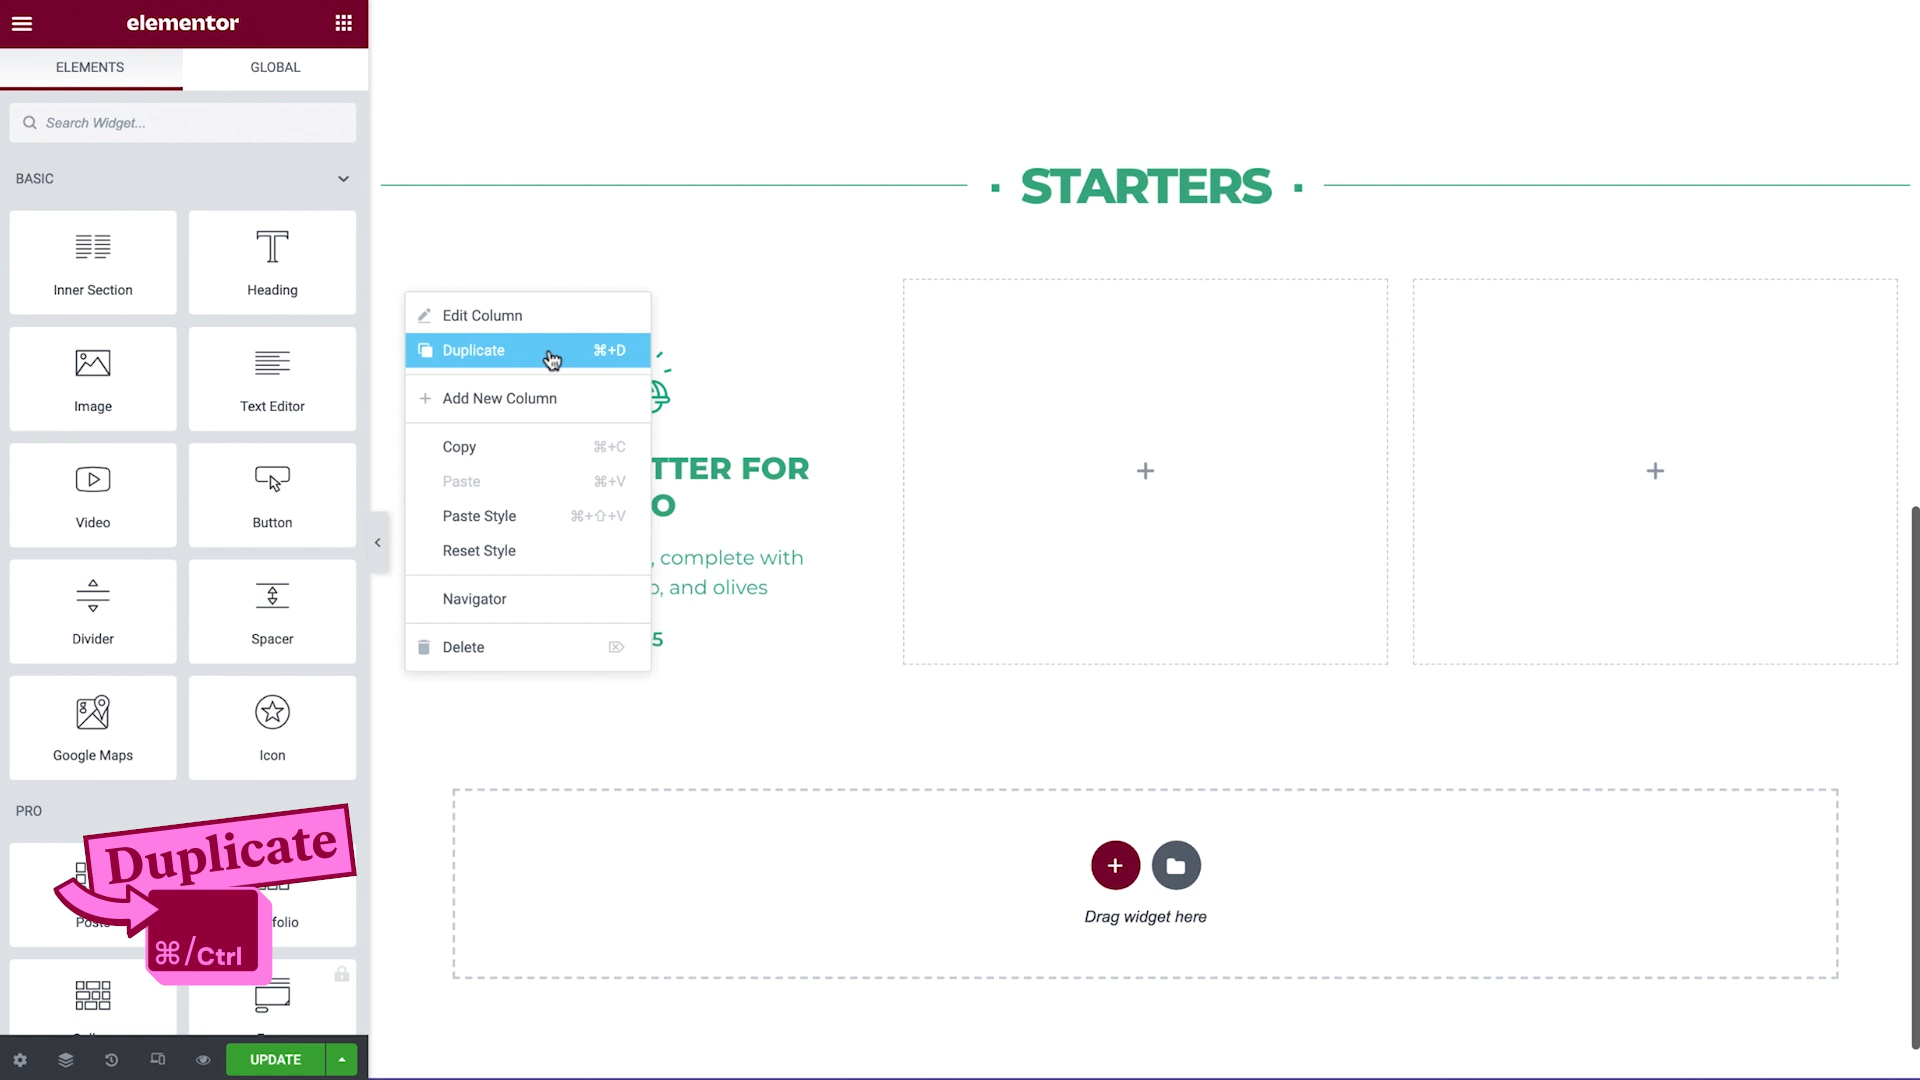 elementor
ELEMENTS
GLOBAL
Search Widget...
BASIC
Inner Section
Heading
Image
Text Editor
Video
Button
Divider
Spacer
Google Maps
Icon
PRO
Duplicate
⌘/Ctrl
UPDATE
· STARTERS ·
Edit Column
Duplicate ⌘+D
Add New Column
Copy ⌘+C
Paste ⌘+V
Paste Style ⌘+⇧+V
Reset Style
Navigator
Delete
TTER FOR
O
, complete with
, and olives
5
Drag widget here